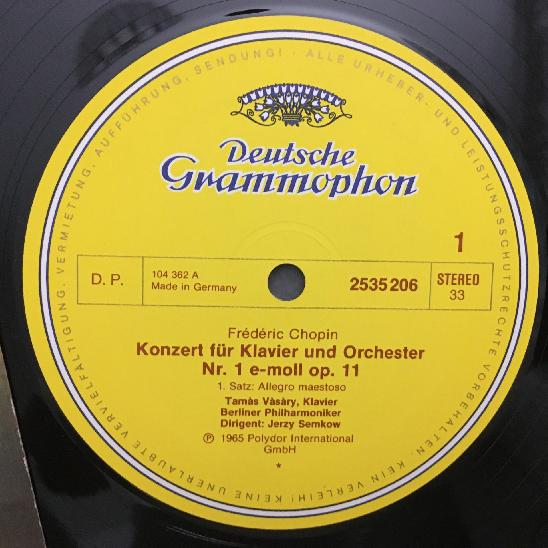 KEINE UNERLAUBTE VERVIELFÄLTIGUNG, VERMIETUNG, AUFFÜHRUNG, SENDUNG! · ALLE URHEBER- UND LEISTUNGSSCHUTZRECHTE VORBEHALTEN · KEIN VERLEIH!
Deutsche
Grammophon
1
D. P.
104 362 A
Made in Germany
2535 206
STEREO
33
Frédéric Chopin
Konzert für Klavier und Orchester
Nr. 1 e-moll op. 11
1. Satz: Allegro maestoso
Tamàs Vàsàry, Klavier
Berliner Philharmoniker
Dirigent: Jerzy Semkow
Ⓟ 1965 Polydor International
GmbH
*